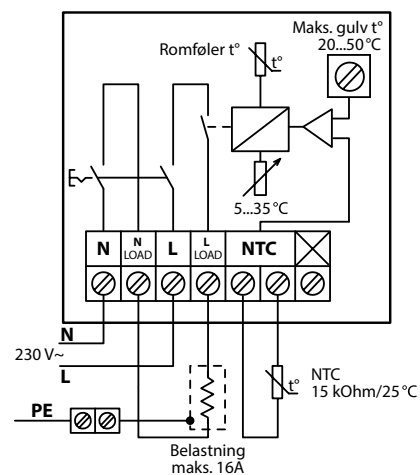 Maks. gulv t°
20...50 °C
Romføler t°
t°
5...35 °C
N
N
LOAD
L
L
LOAD
NTC
N
230 V~
L
PE
t°
NTC
15 kOhm/25 °C
Belastning
maks. 16A